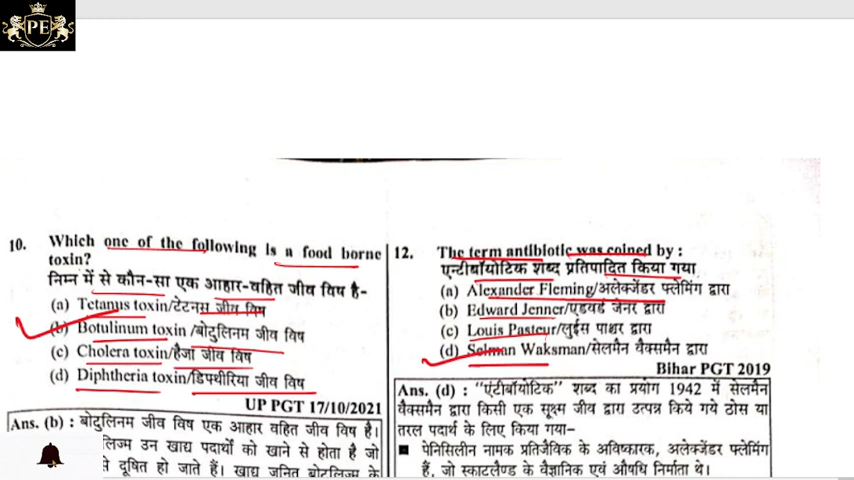 PE
10. Which one of the following is a food borne
toxin?
निम्न में से कौन-सा एक आहार-वहित जीव विष है-
(a) Tetanus toxin/टेटनस जीव विष
(b) Botulinum toxin/बोटुलिनम जीव विष
(c) Cholera toxin/हैजा जीव विष
(d) Diphtheria toxin/डिफ्थीरिया जीव विष
UP PGT 17/10/2021
Ans. (b) : बोटुलिनम जीव विष एक आहार वहित जीव विष है।
लिज्म उन खाद्य पदार्थों को खाने से होता है जो
से दूषित हो जाते हैं। खाद्य जनित बोटुलिज्म के
12. The term antibiotic was coined by :
एन्टीबॉयोटिक शब्द प्रतिपादित किया गया
(a) Alexander Fleming/अलेक्जेंडर फ्लेमिंग द्वारा
(b) Edward Jenner/एडवर्ड जेनर द्वारा
(c) Louis Pasteur/लुईस पाश्चर द्वारा
(d) Selman Waksman/सेलमैन वैक्समैन द्वारा
Bihar PGT 2019
Ans. (d) : "एंटीबॉयोटिक" शब्द का प्रयोग 1942 में सेलमैन
वैक्समैन द्वारा किसी एक सूक्ष्म जीव द्वारा उत्पन्न किये गये ठोस या
तरल पदार्थ के लिए किया गया-
■ पेनिसिलीन नामक प्रतिजैविक के अविष्कारक, अलेक्जेंडर फ्लेमिंग
हैं, जो स्काटलैण्ड के वैज्ञानिक एवं औषधि निर्माता थे।